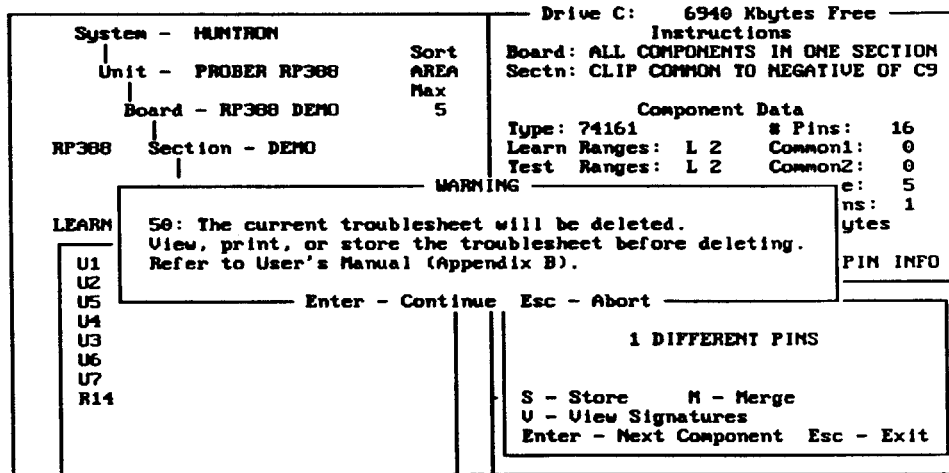 Drive C: 6940 Kbytes Free
System - HUNTRON
Sort
Unit - PROBER RP388
AREA
Max
Board - RP388 DEMO
5
RP388 Section - DEMO
LEARN
U1
U2
U5
U4
U3
U6
U7
R14
Instructions
Board: ALL COMPONENTS IN ONE SECTION
Sectn: CLIP COMMON TO NEGATIVE OF C9
Component Data
Type: 74161 # Pins: 16
Learn Ranges: L 2 Common1: 0
Test Ranges: L 2 Common2: 0
e: 5
ns: 1
ytes
PIN INFO
WARNING
50: The current troublesheet will be deleted.
View, print, or store the troublesheet before deleting.
Refer to User's Manual (Appendix B).
Enter - Continue Esc - Abort
1 DIFFERENT PINS
S - Store M - Merge
V - View Signatures
Enter - Next Component Esc - Exit